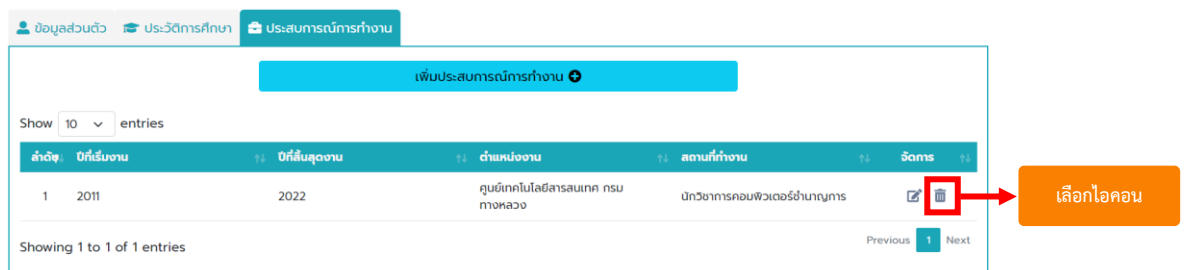 ข้อมูลส่วนตัว ประวัติการศึกษา ประสบการณ์การทำงาน
เพิ่มประสบการณ์การทำงาน
Show 10 entries
ลำดับ ปีที่เริ่มงาน ปีที่สิ้นสุดงาน ตำแหน่งงาน สถานที่ทำงาน จัดการ
1 2011 2022 ศูนย์เทคโนโลยีสารสนเทศ กรม นักวิชาการคอมพิวเตอร์ชำนาญการ
ทางหลวง
เลือกไอคอน
Showing 1 to 1 of 1 entries
Previous 1 Next